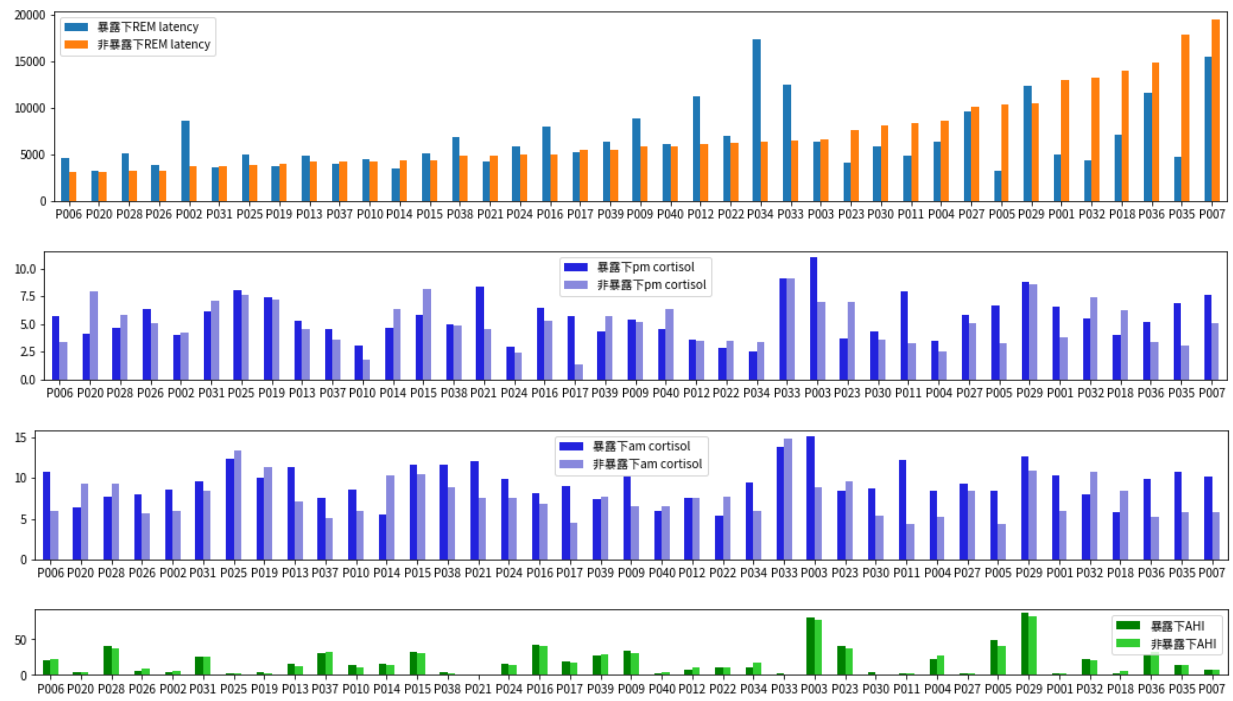 20000
15000
10000
5000
0
暴露下REM latency
非暴露下REM latency
P006 P020 P028 P026 P002 P031 P025 P019 P013 P037 P010 P014 P015 P038 P021 P024 P016 P017 P039 P009 P040 P012 P022 P034 P033 P003 P023 P030 P011 P004 P027 P005 P029 P001 P032 P018 P036 P035 P007
10.0
7.5
5.0
2.5
0.0
暴露下pm cortisol
非暴露下pm cortisol
P006 P020 P028 P026 P002 P031 P025 P019 P013 P037 P010 P014 P015 P038 P021 P024 P016 P017 P039 P009 P040 P012 P022 P034 P033 P003 P023 P030 P011 P004 P027 P005 P029 P001 P032 P018 P036 P035 P007
15
10
5
0
暴露下am cortisol
非暴露下am cortisol
P006 P020 P028 P026 P002 P031 P025 P019 P013 P037 P010 P014 P015 P038 P021 P024 P016 P017 P039 P009 P040 P012 P022 P034 P033 P003 P023 P030 P011 P004 P027 P005 P029 P001 P032 P018 P036 P035 P007
50
0
暴露下AHI
非暴露下AHI
P006 P020 P028 P026 P002 P031 P025 P019 P013 P037 P010 P014 P015 P038 P021 P024 P016 P017 P039 P009 P040 P012 P022 P034 P033 P003 P023 P030 P011 P004 P027 P005 P029 P001 P032 P018 P036 P035 P007